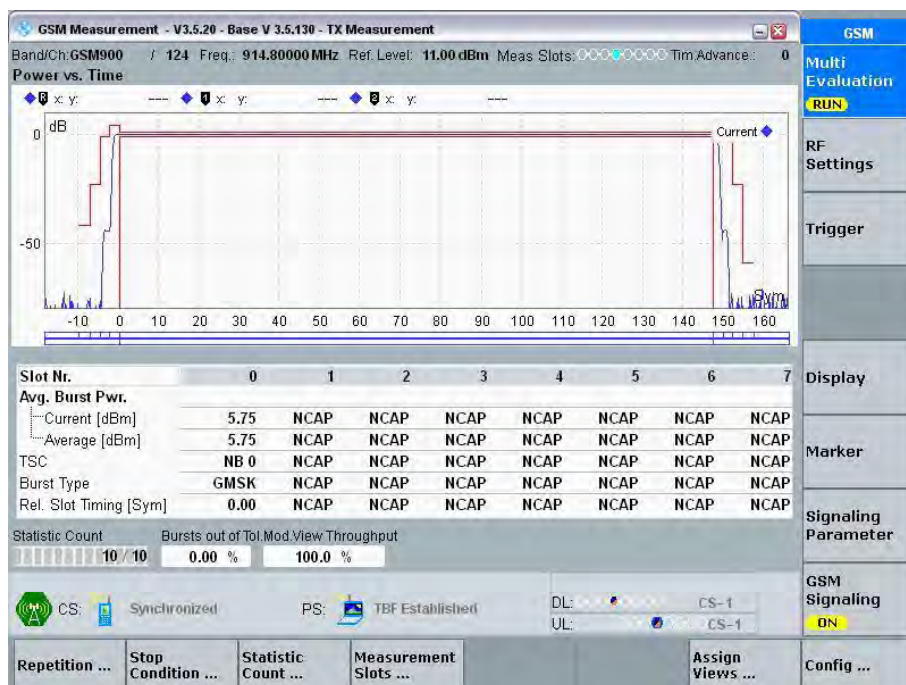 GSM Measurement - V3.5.20 - Base V 3.5.130 - TX Measurement
GSM
Band/Ch:GSM900 / 124 Freq.: 914.80000 MHz Ref. Level: 11.00 dBm Meas Slots: Tim.Advance.: 0
Power vs. Time
Multi
Evaluation
RUN
R x: y: --- 1 x: y: --- 2 x: y: ---
dB
Current
0
-50
Sym
-10 0 10 20 30 40 50 60 70 80 90 100 110 120 130 140 150 160
RF
Settings
Trigger
Slot Nr. 0 1 2 3 4 5 6 7
Avg. Burst Pwr.
Current [dBm] 5.75 NCAP NCAP NCAP NCAP NCAP NCAP NCAP
Average [dBm] 5.75 NCAP NCAP NCAP NCAP NCAP NCAP NCAP
TSC NB 0 NCAP NCAP NCAP NCAP NCAP NCAP NCAP
Burst Type GMSK NCAP NCAP NCAP NCAP NCAP NCAP NCAP
Rel. Slot Timing [Sym] 0.00 NCAP NCAP NCAP NCAP NCAP NCAP NCAP
Display
Marker
Signaling
Parameter
Statistic Count Bursts out of Tol. Mod.View Throughput
10 / 10 0.00 % 100.0 %
CS: Synchronized PS: TBF Established DL: CS-1
UL: CS-1
GSM
Signaling
ON
Repetition ...
Stop
Condition ...
Statistic
Count ...
Measurement
Slots ...
Assign
Views ...
Config ...